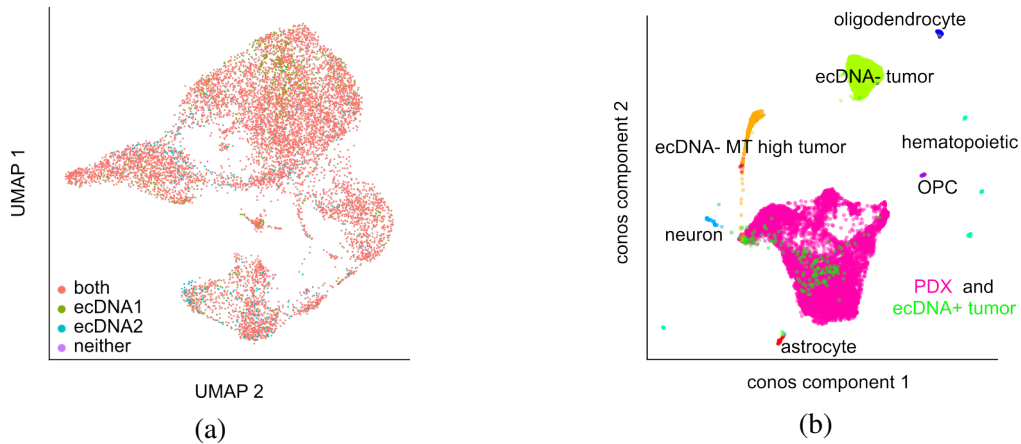 UMAP 1
both
ecDNA1
ecDNA2
neither
UMAP 2
(a)
oligodendrocyte
ecDNA- tumor
ecDNA- MT high tumor
hematopoietic
OPC
neuron
PDX and
ecDNA+ tumor
astrocyte
conos component 2
conos component 1
(b)